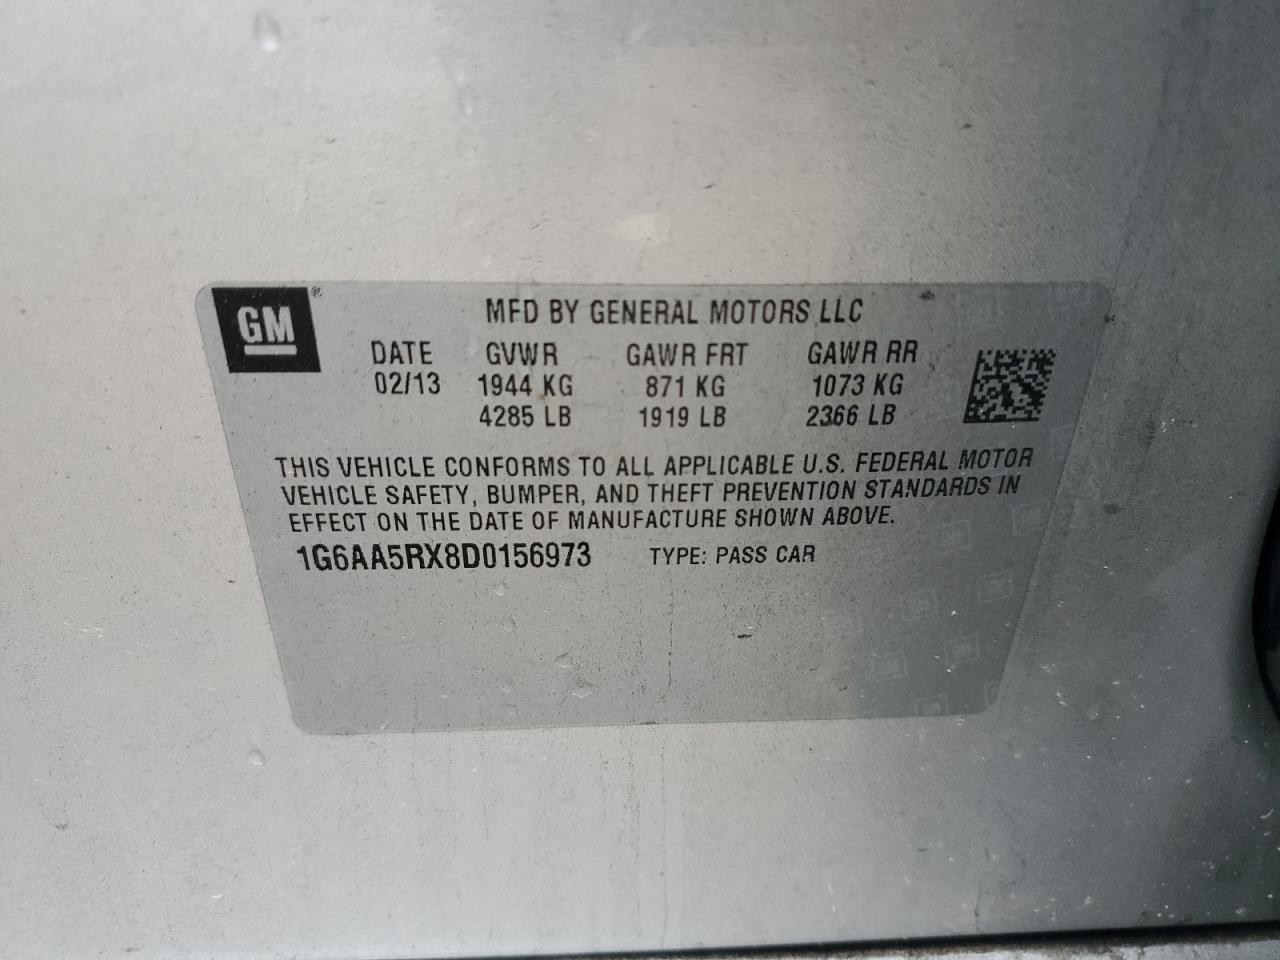 GM®
MFD BY GENERAL MOTORS LLC
DATE GVWR GAWR FRT GAWR RR
02/13 1944 KG 871 KG 1073 KG
4285 LB 1919 LB 2366 LB
THIS VEHICLE CONFORMS TO ALL APPLICABLE U.S. FEDERAL MOTOR
VEHICLE SAFETY, BUMPER, AND THEFT PREVENTION STANDARDS IN
EFFECT ON THE DATE OF MANUFACTURE SHOWN ABOVE.
1G6AA5RX8D0156973 TYPE: PASS CAR